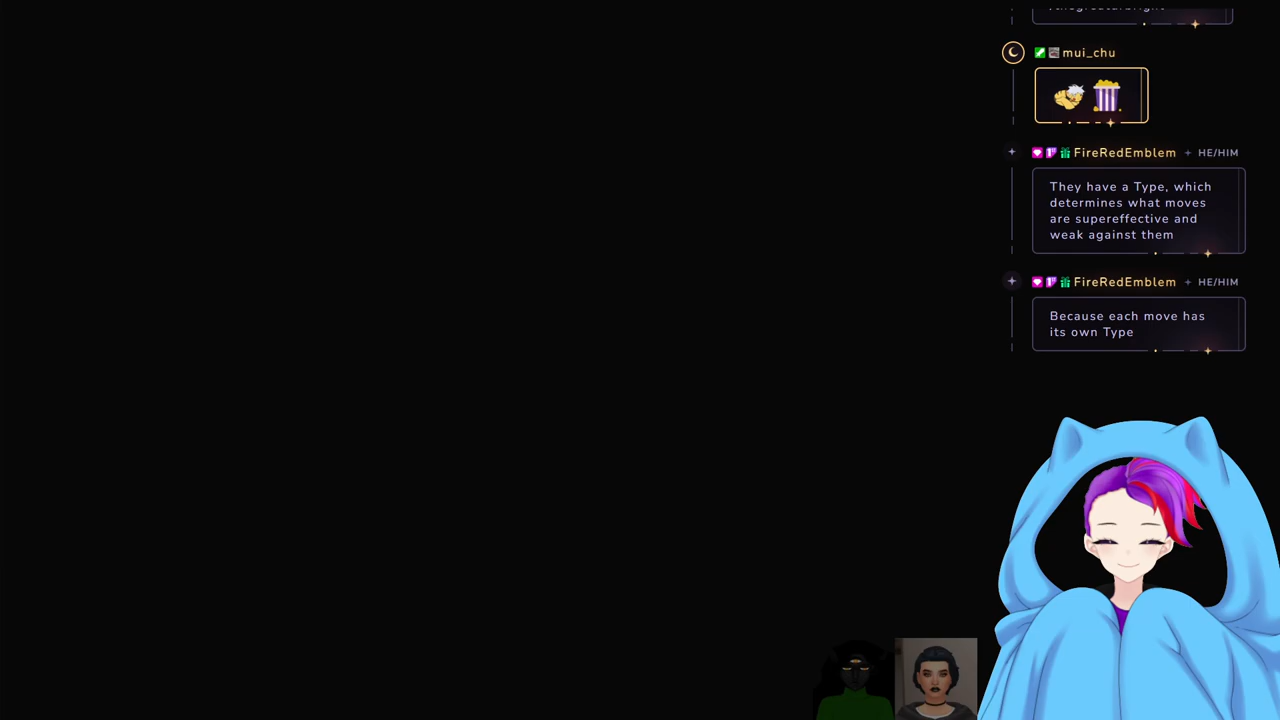 mui_chu
FireRedEmblem + HE/HIM
They have a Type, which
determines what moves
are supereffective and
weak against them
FireRedEmblem + HE/HIM
Because each move has
its own Type